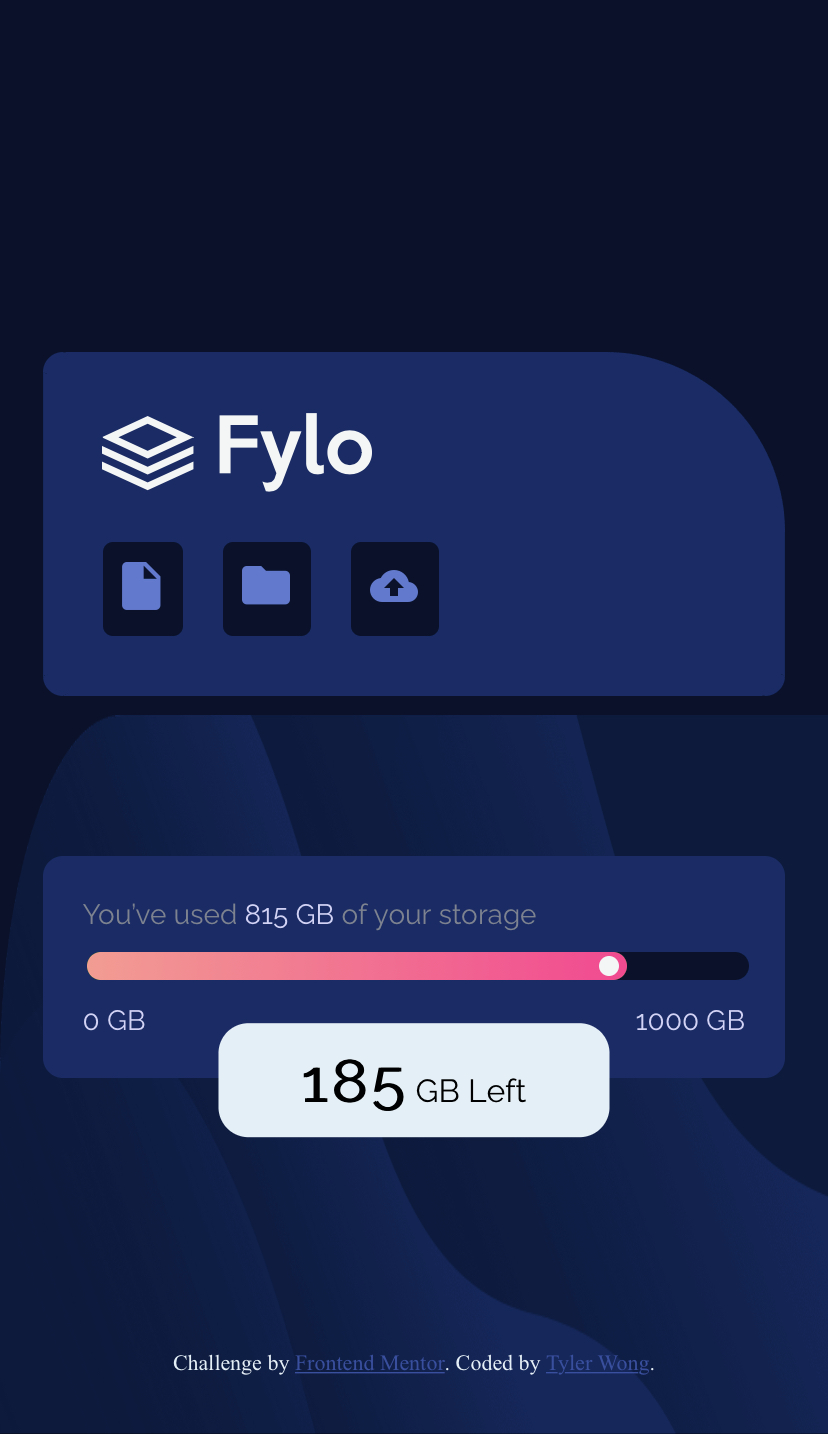 Fylo
You've used 815 GB of your storage
0 GB
1000 GB
185 GB Left
Challenge by Frontend Mentor. Coded by Tyler Wong.